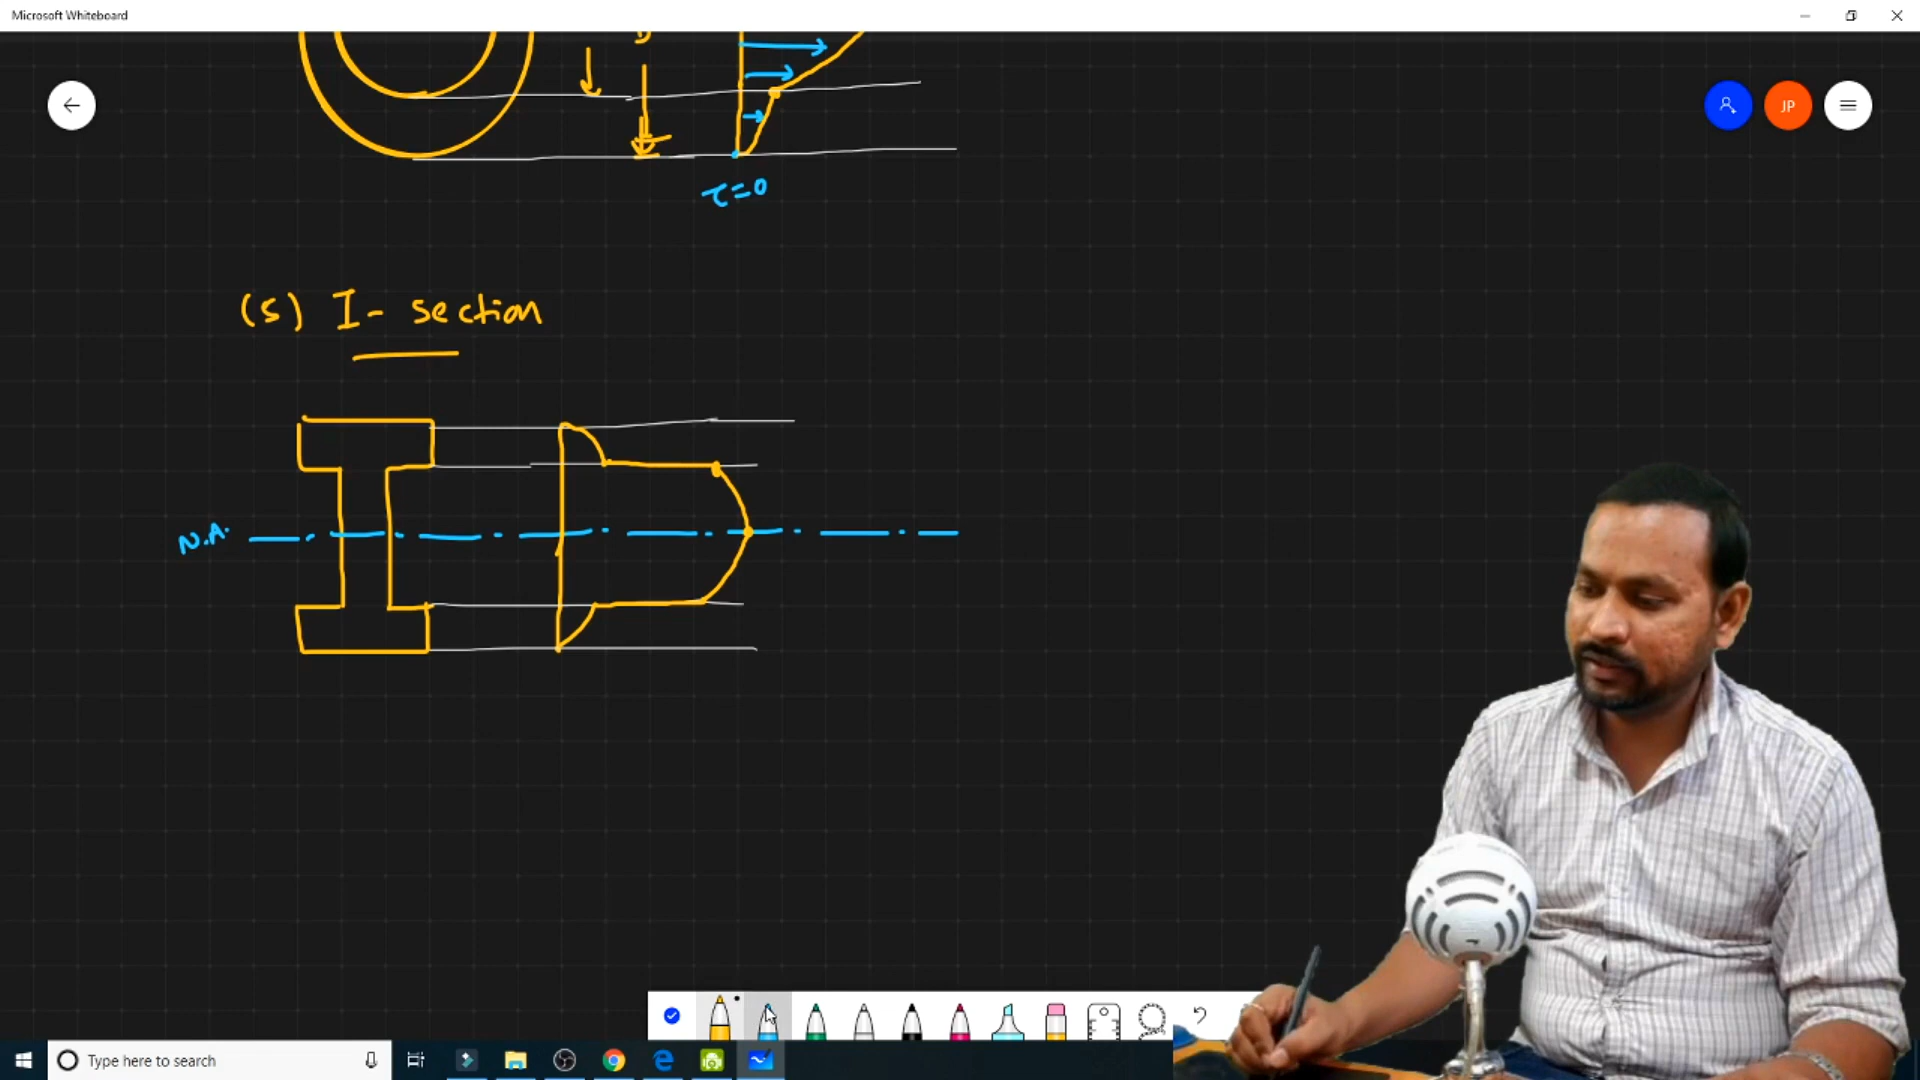 Microsoft Whiteboard
D
JP
τ=0
(5) I- section
N.A.
Type here to search